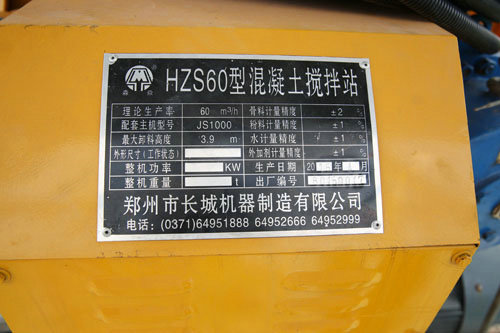 HZS60型混凝土搅拌站
理论生产率 60 m³/h 骨料计量精度 ±2 %
配套主机型号 JS1000 粉料计量精度 ±1 %
最大卸料高度 3.9 m 水计量精度 ±1 %
外形尺寸(工作状态) 外加剂计量精度 ±1 %
整机功率 KW 生产日期 20 年 月
整机重量 t 出厂编号
郑州市长城机器制造有限公司
电话:(0371)64951888 64952666 64952999